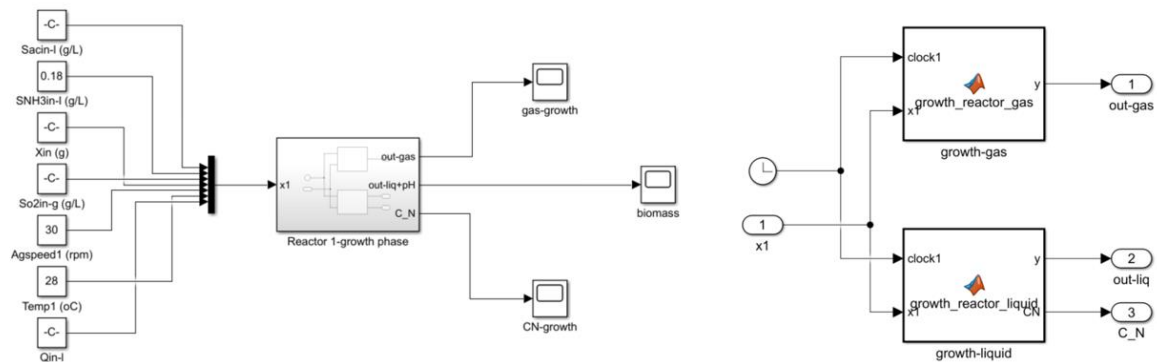 -C-
Sacin-l (g/L)
0.18
SNH3in-l (g/L)
-C-
Xin (g)
-C-
So2in-g (g/L)
30
Agspeed1 (rpm)
28
Temp1 (oC)
-C-
Qin-l
x1
out-gas
out-liq+pH
C_N
Reactor 1-growth phase
gas-growth
biomass
CN-growth
clock1
growth_reactor_gas
x1
y
growth-gas
1
out-gas
1
x1
clock1
y
growth_reactor_liquid
x1
CN
growth-liquid
2
out-liq
3
C_N